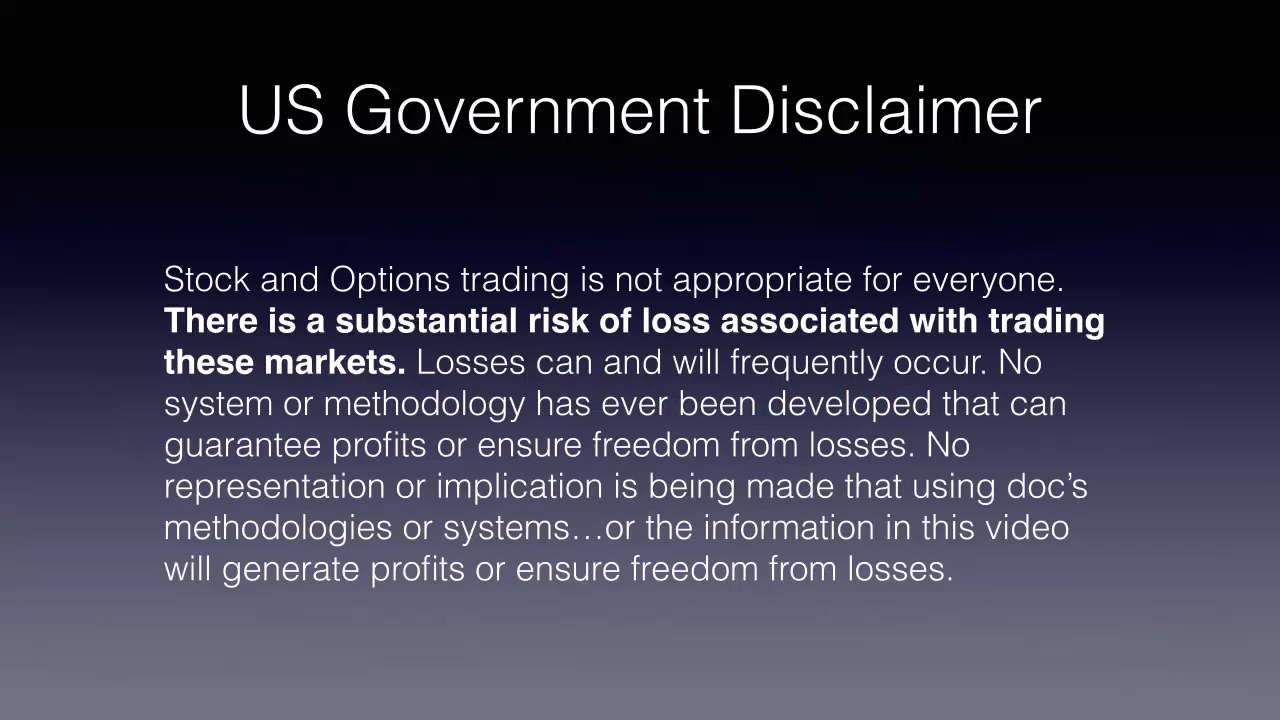 US Government Disclaimer
Stock and Options trading is not appropriate for everyone.
There is a substantial risk of loss associated with trading
these markets. Losses can and will frequently occur. No
system or methodology has ever been developed that can
guarantee profits or ensure freedom from losses. No
representation or implication is being made that using doc’s
methodologies or systems…or the information in this video
will generate profits or ensure freedom from losses.